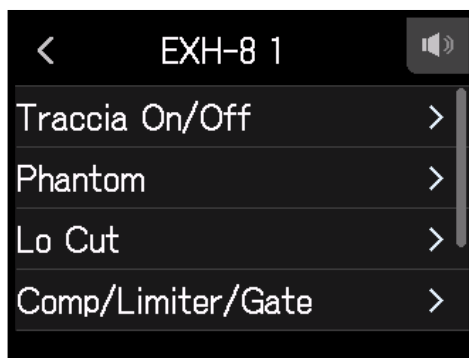 EXH-8 1
Traccia On/Off
Phantom
Lo Cut
Comp/Limiter/Gate